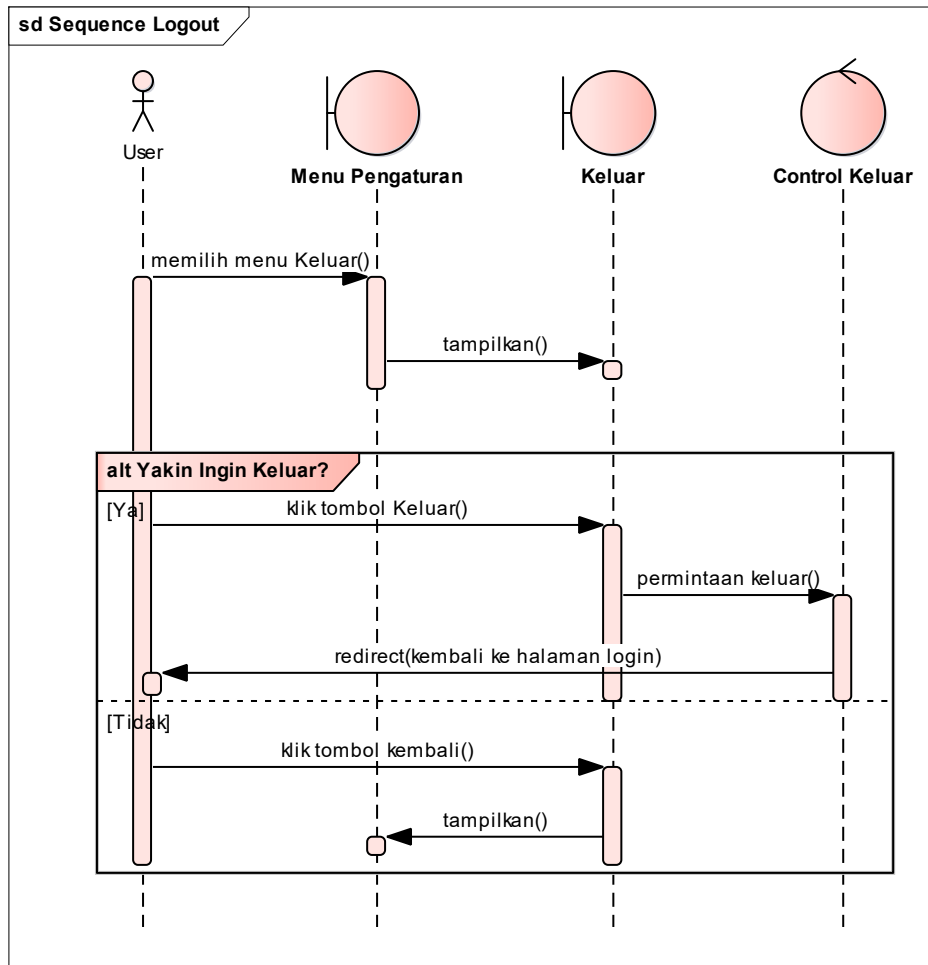 sd Sequence Logout
User
Menu Pengaturan
Keluar
Control Keluar
memilih menu Keluar()
tampilkan()
alt Yakin Ingin Keluar?
[Ya]
klik tombol Keluar()
permintaan keluar()
redirect(kembali ke halaman login)
[Tidak]
klik tombol kembali()
tampilkan()